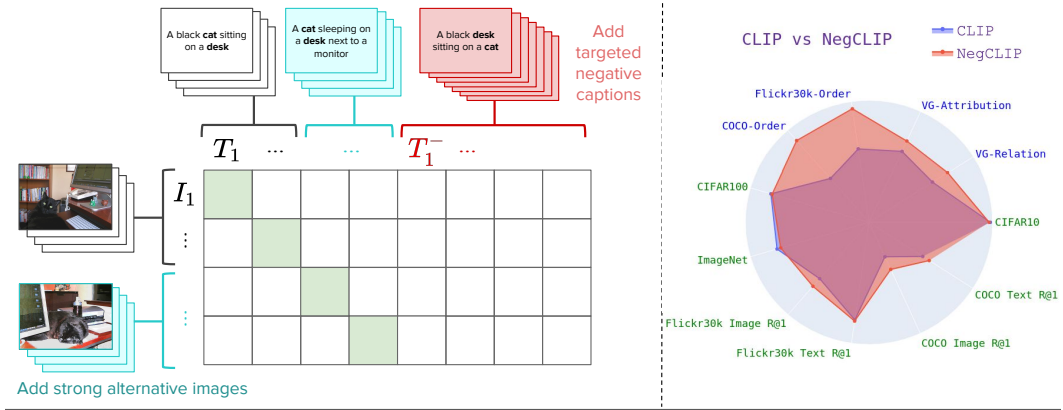 A black cat sitting
on a desk
A cat sleeping on
a desk next to a
monitor
A black desk
sitting on a cat
Add
targeted
negative
captions
T₁ ... ... T₁⁻ ...
I₁
...
...
Add strong alternative images
CLIP vs NegCLIP
CLIP
NegCLIP
Flickr30k-Order
VG-Attribution
COCO-Order
VG-Relation
CIFAR100
CIFAR10
ImageNet
COCO Text R@1
Flickr30k Image R@1
COCO Image R@1
Flickr30k Text R@1